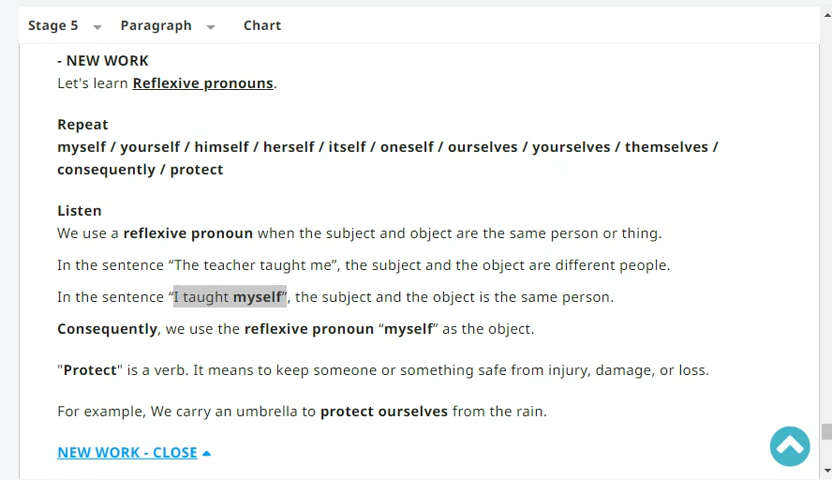 Stage 5 Paragraph Chart
- NEW WORK
Let's learn Reflexive pronouns.
Repeat
myself / yourself / himself / herself / itself / oneself / ourselves / yourselves / themselves /
consequently / protect
Listen
We use a reflexive pronoun when the subject and object are the same person or thing.
In the sentence “The teacher taught me”, the subject and the object are different people.
In the sentence “I taught myself”, the subject and the object is the same person.
Consequently, we use the reflexive pronoun “myself” as the object.
"Protect" is a verb. It means to keep someone or something safe from injury, damage, or loss.
For example, We carry an umbrella to protect ourselves from the rain.
NEW WORK - CLOSE